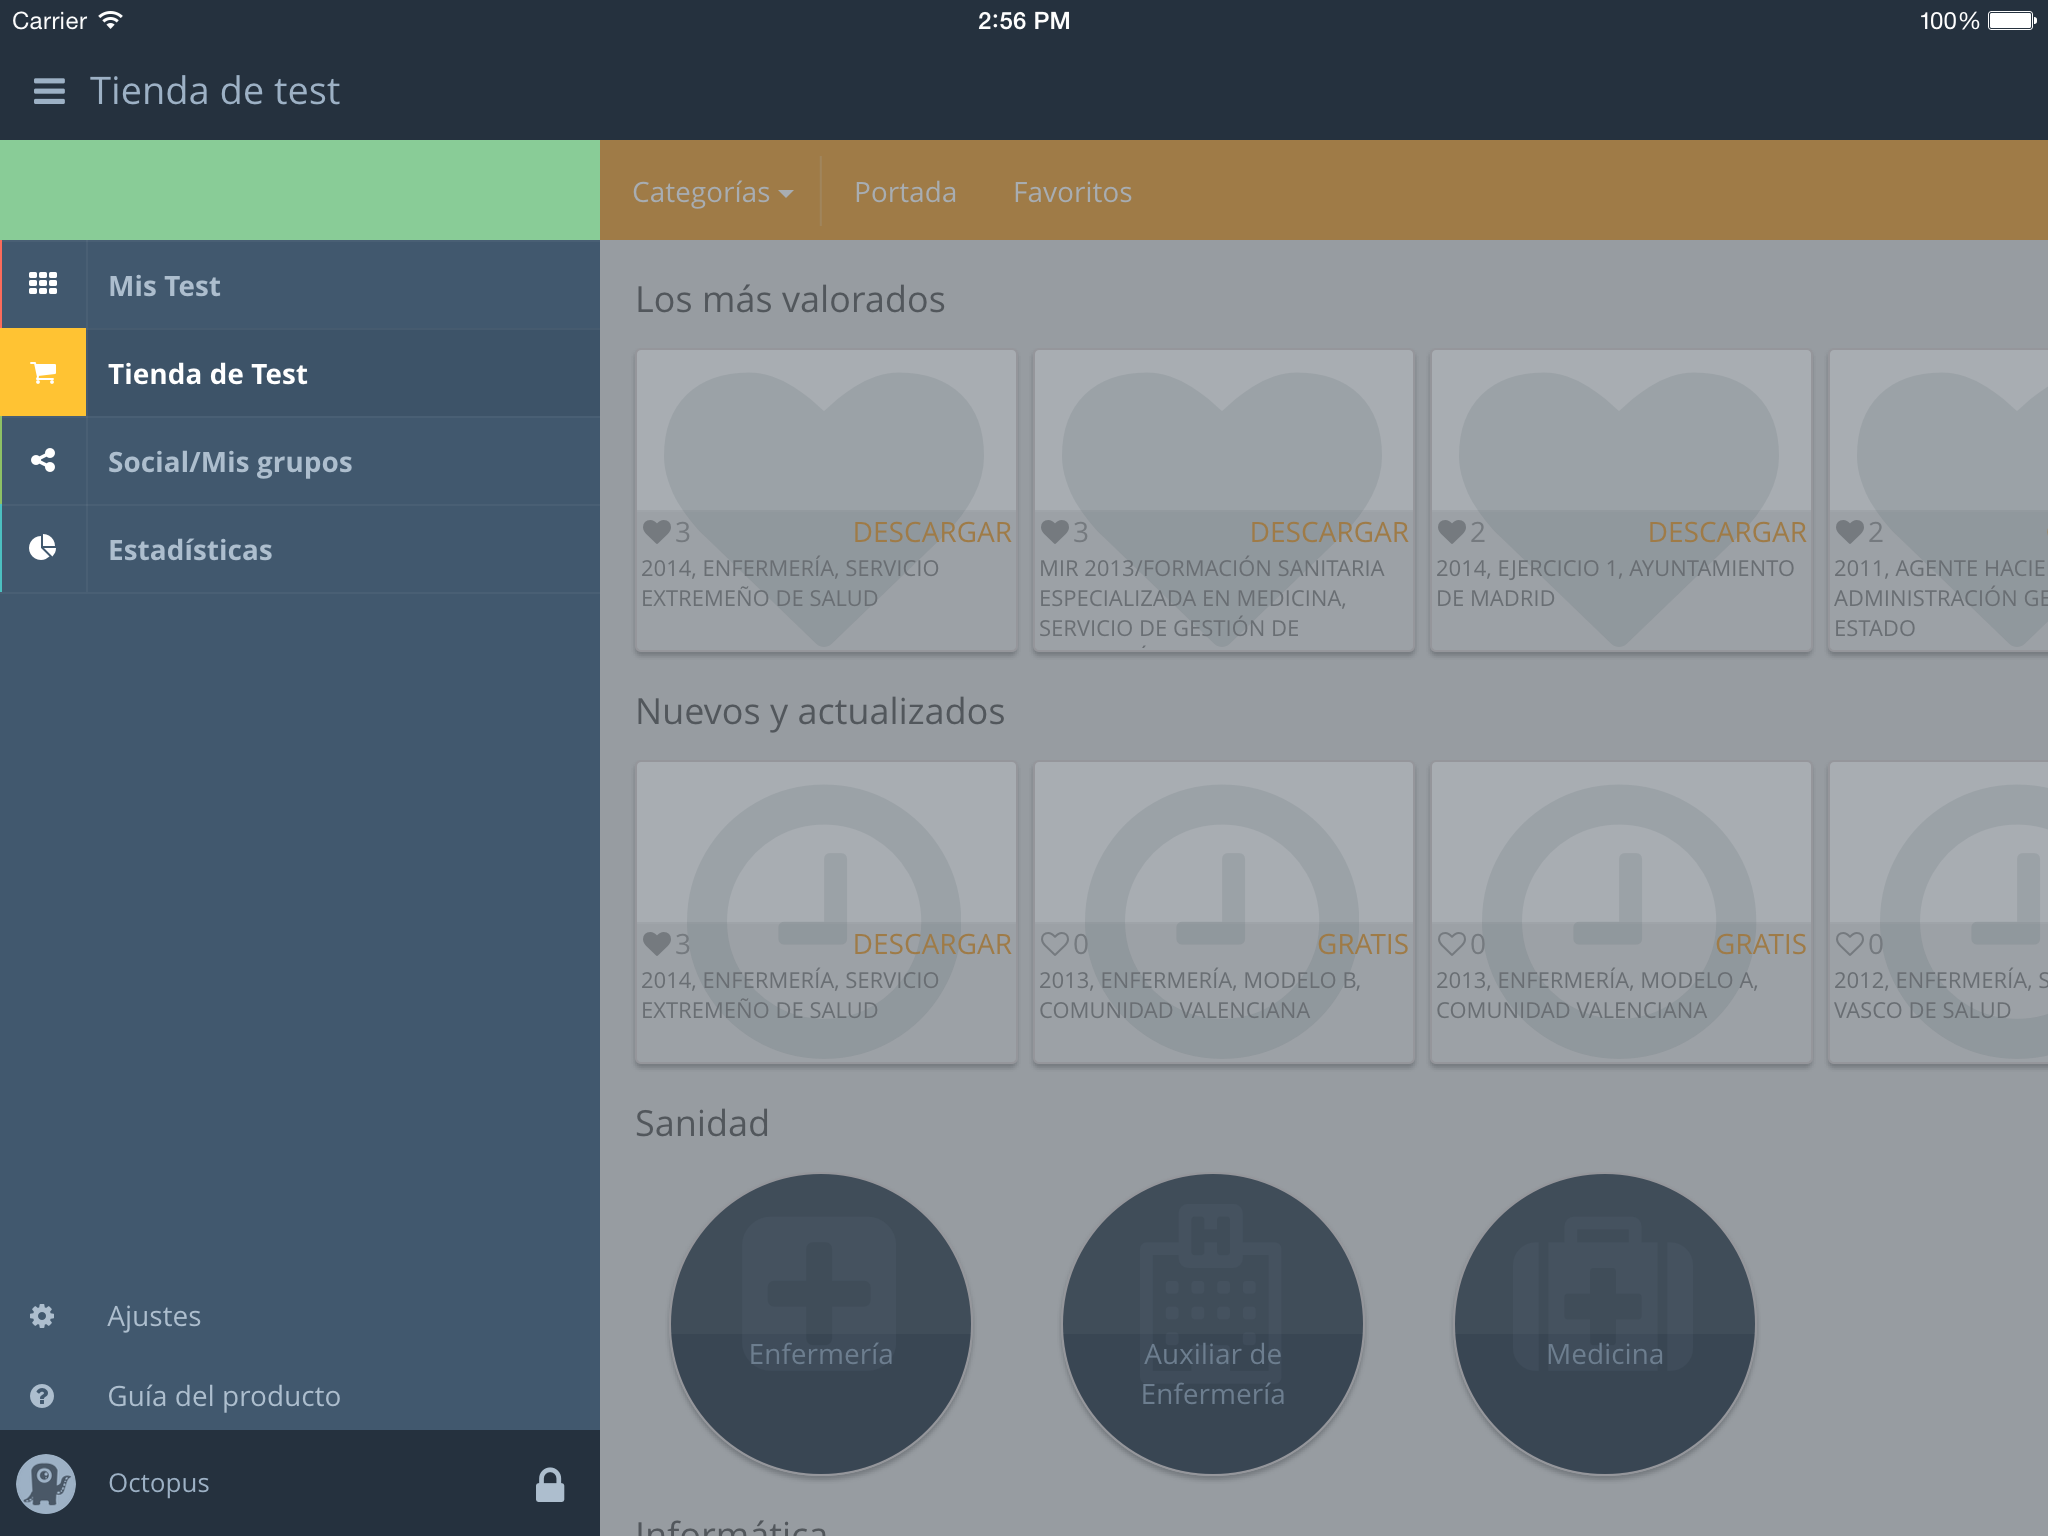 Carrier
2:56 PM
100%
Tienda de test
Categorías
Portada
Favoritos
Mis Test
Tienda de Test
Social/Mis grupos
Estadísticas
Ajustes
Guía del producto
Octopus
Los más valorados
3 DESCARGAR
2014, ENFERMERÍA, SERVICIO
EXTREMEÑO DE SALUD
3 DESCARGAR
MIR 2013/FORMACIÓN SANITARIA
ESPECIALIZADA EN MEDICINA,
SERVICIO DE GESTIÓN DE
2 DESCARGAR
2014, EJERCICIO 1, AYUNTAMIENTO
DE MADRID
2
2011, AGENTE HACIE
ADMINISTRACIÓN GE
ESTADO
Nuevos y actualizados
3 DESCARGAR
2014, ENFERMERÍA, SERVICIO
EXTREMEÑO DE SALUD
0 GRATIS
2013, ENFERMERÍA, MODELO B,
COMUNIDAD VALENCIANA
0 GRATIS
2013, ENFERMERÍA, MODELO A,
COMUNIDAD VALENCIANA
0
2012, ENFERMERÍA, S
VASCO DE SALUD
Sanidad
Enfermería
H
Auxiliar de
Enfermería
Medicina
Informática